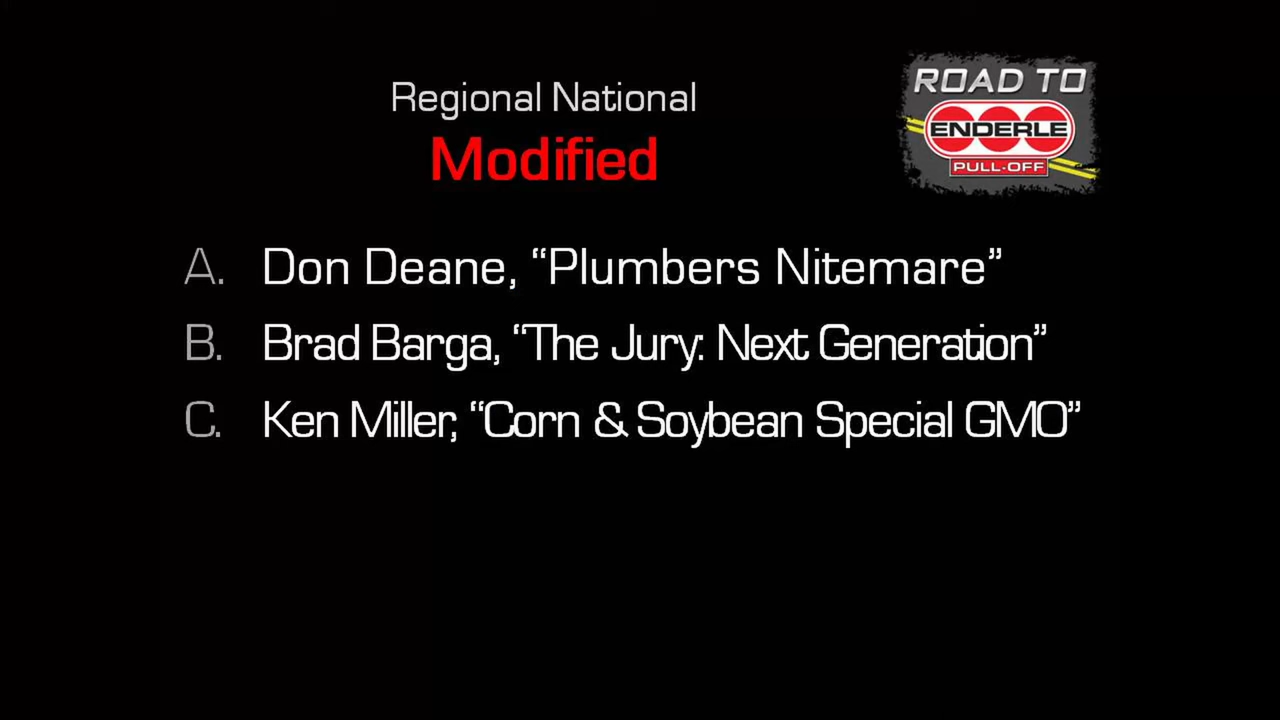 Regional National
Modified
ROAD TO
ENDERLE
PULL-OFF
A. Don Deane, “Plumbers Nitemare”
B. Brad Barga, “The Jury: Next Generation”
C. Ken Miller, “Corn & Soybean Special GMO”